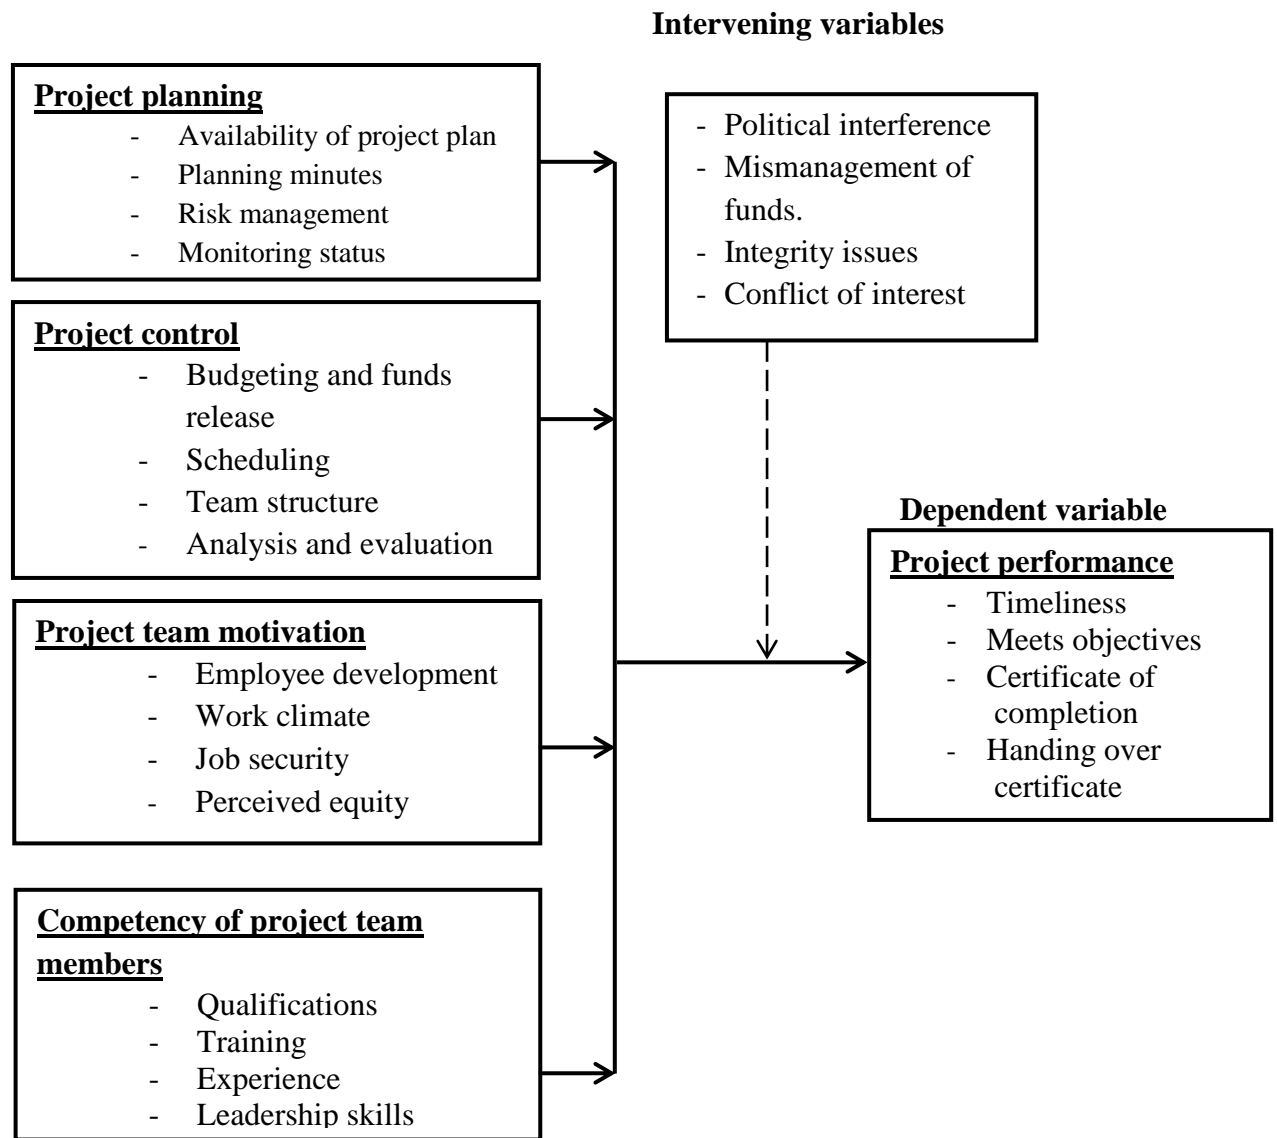 Intervening variables
Project planning
- Availability of project plan
- Planning minutes
- Risk management
- Monitoring status
Project control
- Budgeting and funds
release
- Scheduling
- Team structure
- Analysis and evaluation
Project team motivation
- Employee development
- Work climate
- Job security
- Perceived equity
Competency of project team
members
- Qualifications
- Training
- Experience
- Leadership skills
- Political interference
- Mismanagement of
funds.
- Integrity issues
- Conflict of interest
Dependent variable
Project performance
- Timeliness
- Meets objectives
- Certificate of
completion
- Handing over
certificate